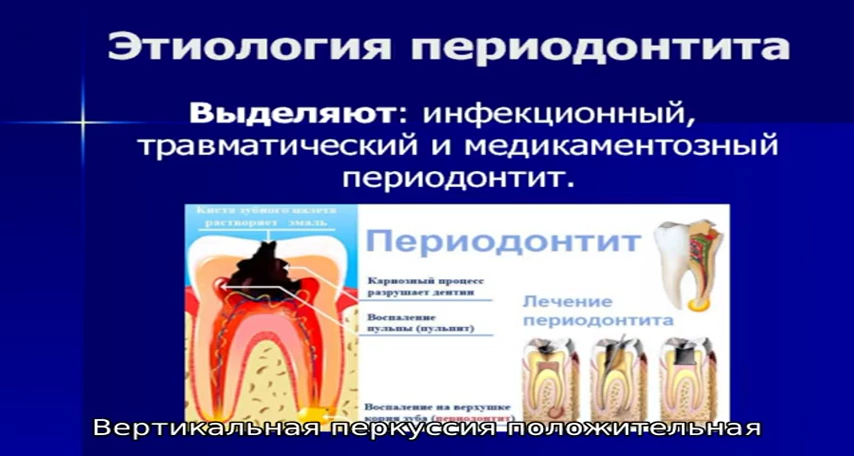 Этиология периодонтита
Выделяют: инфекционный,
травматический и медикаментозный
периодонтит.
Кисти зубного налета
растворяет эмаль
Периодонтит
Кариозный процесс
разрушает дентин
Воспаление
пульпы (пульпит)
Лечение
периодонтита
Воспаление на верхушке
корня зуба (периодонтит)
Вертикальная перкуссия положительная